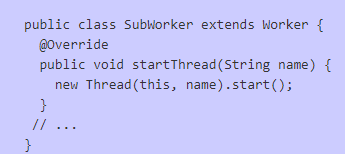 public class SubWorker extends Worker {
  @Override
  public void startThread(String name) {
    new Thread(this, name).start();
  }
 // ...
}